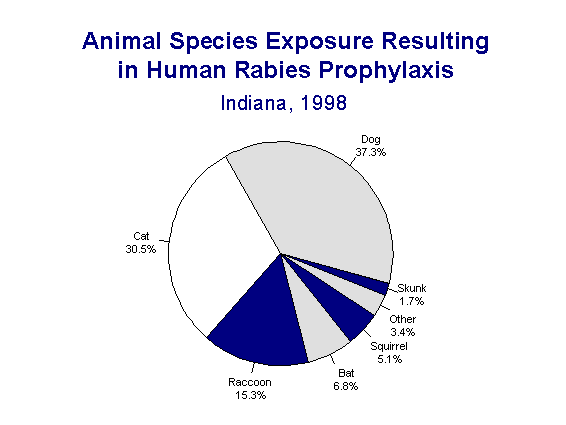 Animal Species Exposure Resulting
in Human Rabies Prophylaxis
Indiana, 1998
Dog
37.3%
Cat
30.5%
Skunk
1.7%
Other
3.4%
Squirrel
5.1%
Bat
6.8%
Raccoon
15.3%